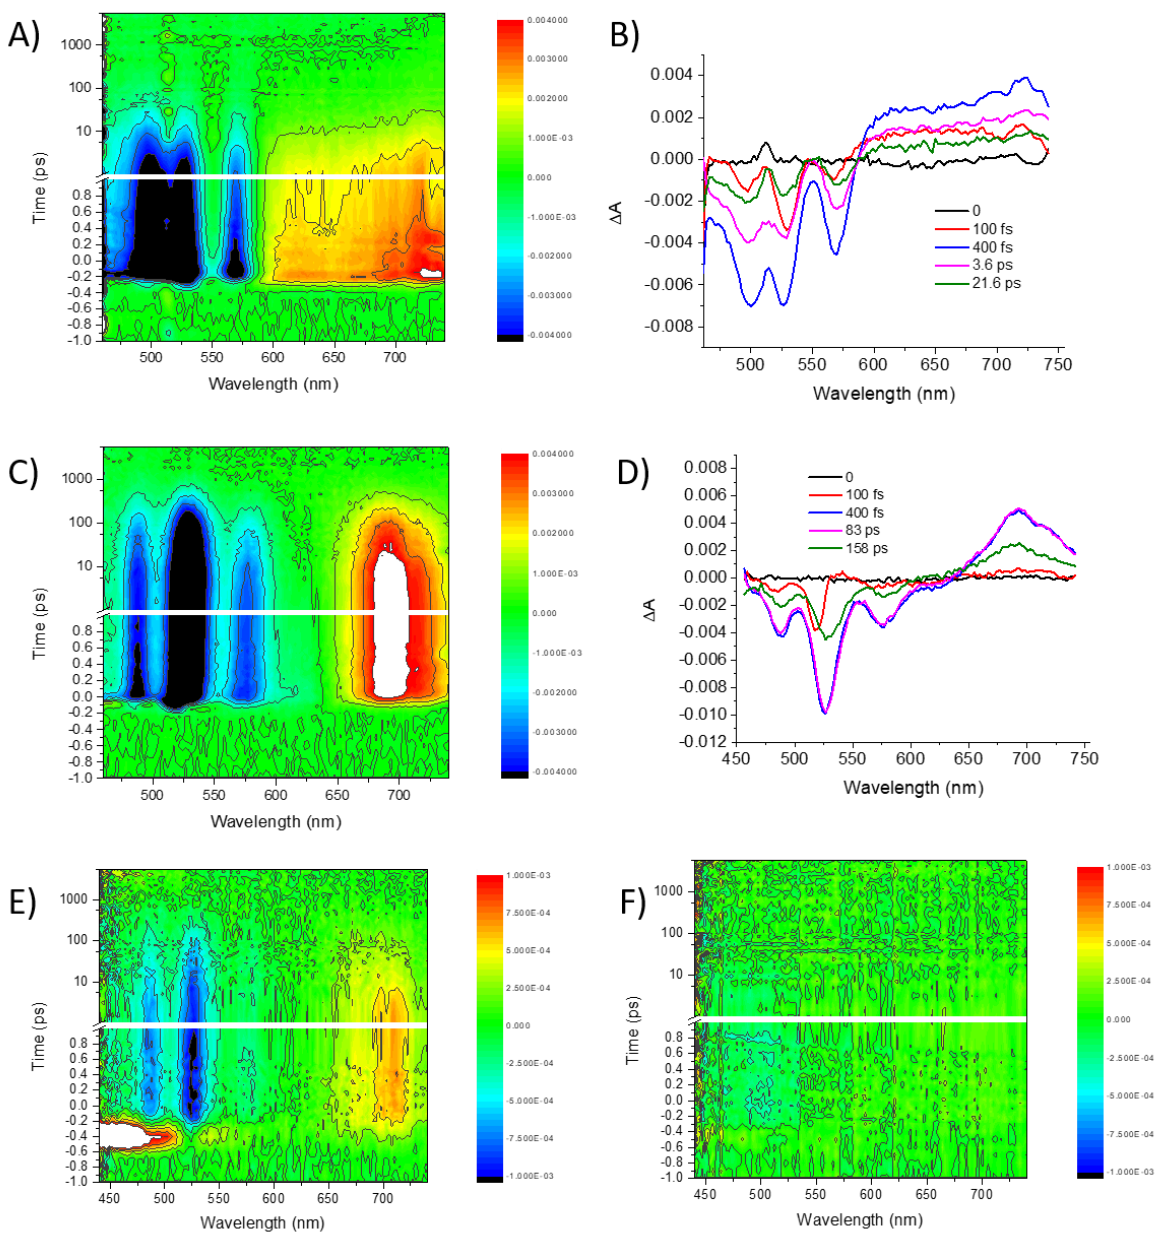 A)
Time (ps)
1000
100
10
0.8
0.6
0.4
0.2
0.0
-0.2
-0.4
-0.6
-0.8
-1.0
500
550
600
650
700
Wavelength (nm)
0.004000
0.003000
0.002000
1.000E-03
0.000
-1.000E-03
-0.002000
-0.003000
-0.004000
B)
ΔA
0.004
0.002
0.000
-0.002
-0.004
-0.006
-0.008
0
100 fs
400 fs
3.6 ps
21.6 ps
500
550
600
650
700
750
Wavelength (nm)
C)
Time (ps)
1000
100
10
0.8
0.6
0.4
0.2
0.0
-0.2
-0.4
-0.6
-0.8
-1.0
500
550
600
650
700
Wavelength (nm)
0.004000
0.003000
0.002000
1.000E-03
0.000
-1.000E-03
-0.002000
-0.003000
-0.004000
D)
ΔA
0.008
0.006
0.004
0.002
0.000
-0.002
-0.004
-0.006
-0.008
-0.010
-0.012
0
100 fs
400 fs
83 ps
158 ps
450
500
550
600
650
700
750
Wavelength (nm)
E)
Time (ps)
1000
100
10
0.8
0.6
0.4
0.2
0.0
-0.2
-0.4
-0.6
-0.8
-1.0
450
500
550
600
650
700
Wavelength (nm)
1.000E-03
7.500E-04
5.000E-04
2.500E-04
0.000
-2.500E-04
-5.000E-04
-7.500E-04
-1.000E-03
F)
Time (ps)
1000
100
10
0.8
0.6
0.4
0.2
0.0
-0.2
-0.4
-0.6
-0.8
-1.0
450
500
550
600
650
700
Wavelength (nm)
1.000E-03
7.500E-04
5.000E-04
2.500E-04
0.000
-2.500E-04
-5.000E-04
-7.500E-04
-1.000E-03